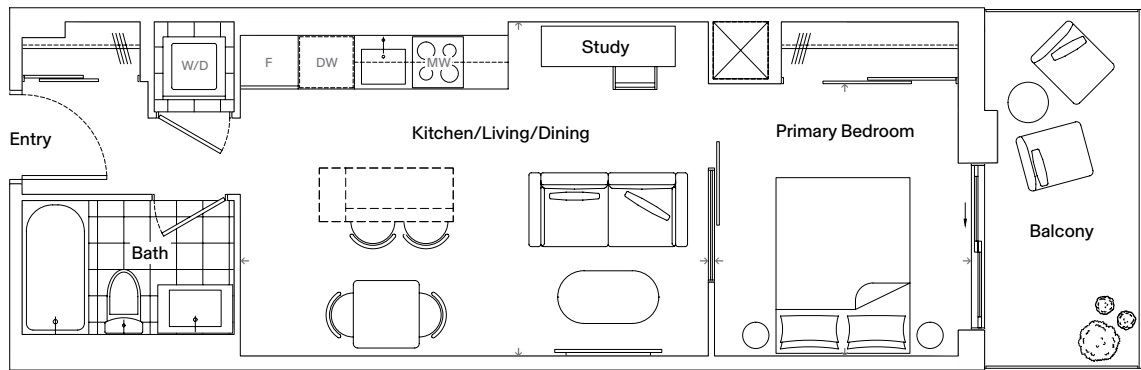 W/D
F
DW
MW
Study
Entry
Kitchen/Living/Dining
Primary Bedroom
Bath
Balcony